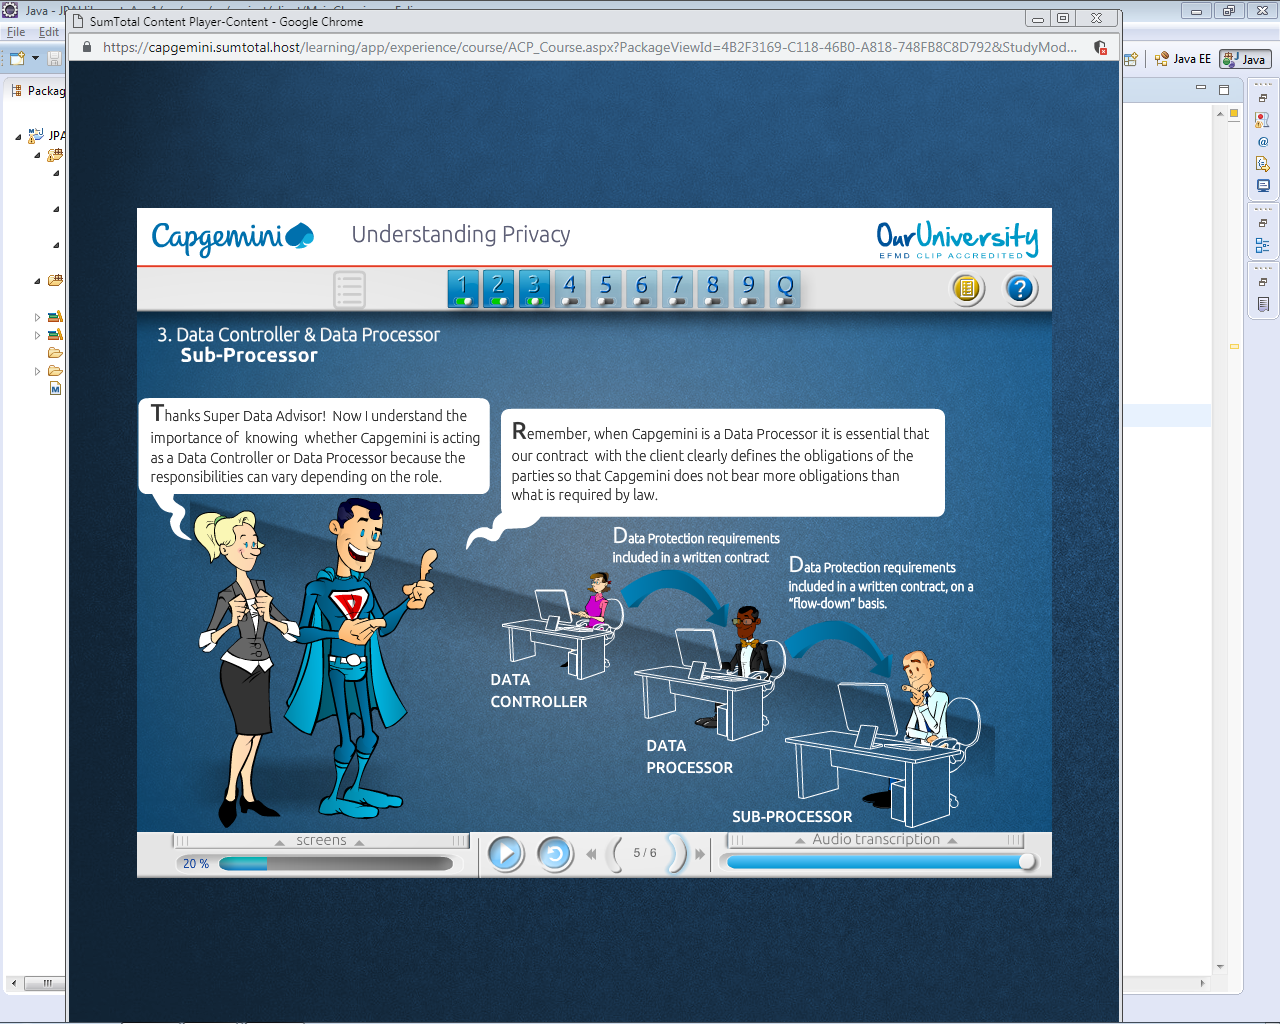 Java - JPA
SumTotal Content Player-Content - Google Chrome
File Edit
https://capgemini.sumtotal.host/learning/app/experience/course/ACP_Course.aspx?PackageViewId=4B2F3169-C118-46B0-A818-748FB8C8D792&StudyMod...
Java EE
Java
Packag
JPA
Capgemini
Understanding Privacy
OurUniversity
EFMD CLIP ACCREDITED
1 2 3 4 5 6 7 8 9 Q
?
3. Data Controller & Data Processor
Sub-Processor
Thanks Super Data Advisor! Now I understand the
importance of knowing whether Capgemini is acting
as a Data Controller or Data Processor because the
responsibilities can vary depending on the role.
Remember, when Capgemini is a Data Processor it is essential that
our contract with the client clearly defines the obligations of the
parties so that Capgemini does not bear more obligations than
what is required by law.
Data Protection requirements
included in a written contract
Data Protection requirements
included in a written contract, on a
“flow-down” basis.
DATA
CONTROLLER
DATA
PROCESSOR
SUB-PROCESSOR
screens
20 %
5 / 6
Audio transcription